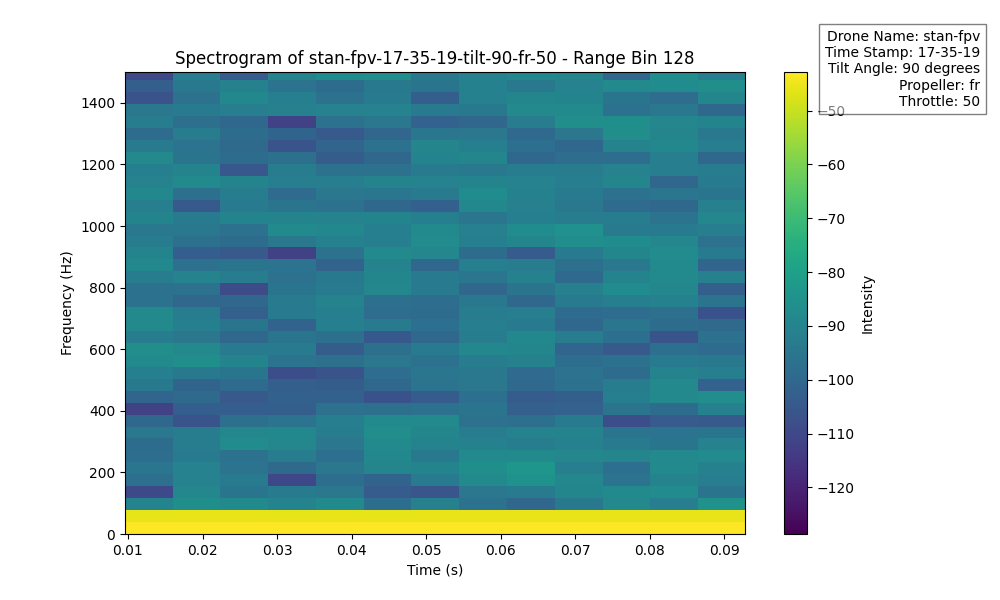 Drone Name: stan-fpv
Time Stamp: 17-35-19
Tilt Angle: 90 degrees
Propeller: fr
Throttle: 50
Spectrogram of stan-fpv-17-35-19-tilt-90-fr-50 - Range Bin 128
Frequency (Hz)
1400
1200
1000
800
600
400
200
0
0.01 0.02 0.03 0.04 0.05 0.06 0.07 0.08 0.09
Time (s)
−50
−60
−70
−80
−90
−100
−110
−120
Intensity